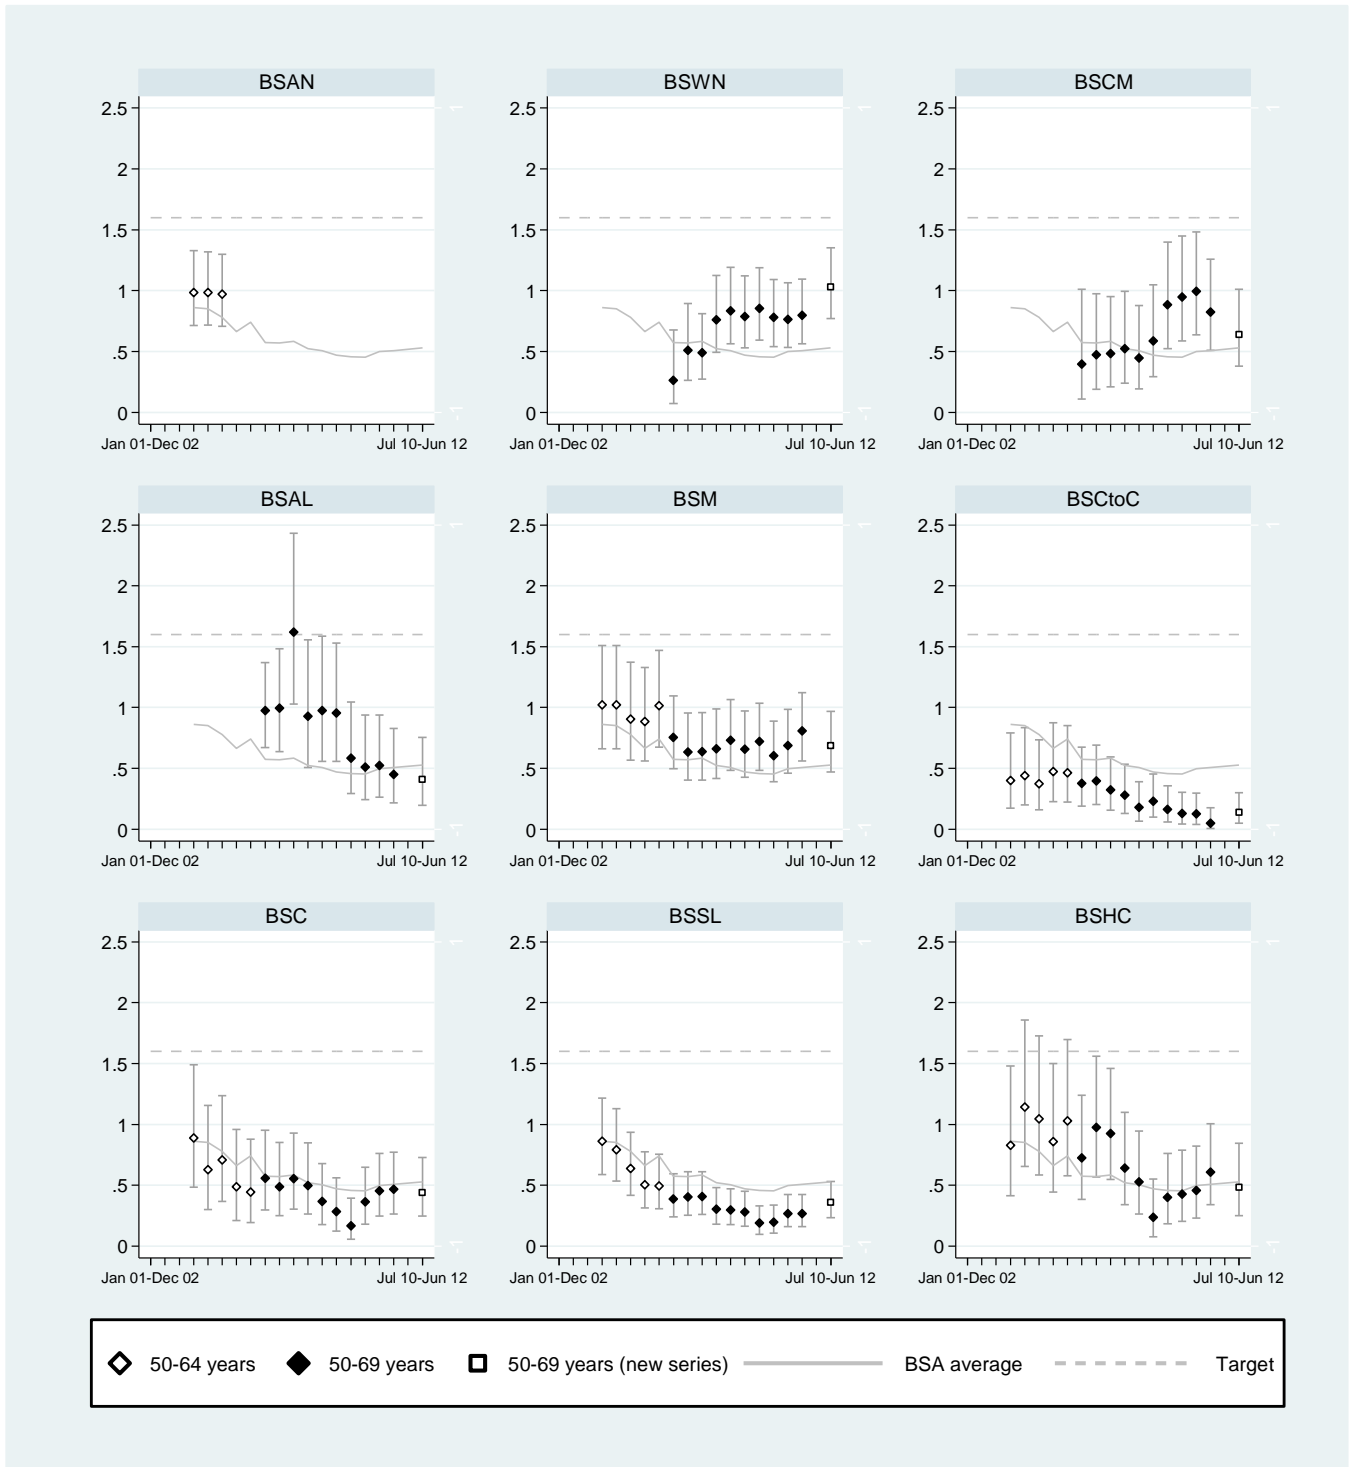 BSAN BSWN BSCM
2.5 2.5 2.5
2 2 2
1.5 1.5 1.5
1 1 1
.5 .5 .5
0 0 0
Jan 01-Dec 02 Jul 10-Jun 12 Jan 01-Dec 02 Jul 10-Jun 12 Jan 01-Dec 02 Jul 10-Jun 12
BSAL BSM BSCtoC
2.5 2.5 2.5
2 2 2
1.5 1.5 1.5
1 1 1
.5 .5 .5
0 0 0
Jan 01-Dec 02 Jul 10-Jun 12 Jan 01-Dec 02 Jul 10-Jun 12 Jan 01-Dec 02 Jul 10-Jun 12
BSC BSSL BSHC
2.5 2.5 2.5
2 2 2
1.5 1.5 1.5
1 1 1
.5 .5 .5
0 0 0
Jan 01-Dec 02 Jul 10-Jun 12 Jan 01-Dec 02 Jul 10-Jun 12 Jan 01-Dec 02 Jul 10-Jun 12
50-64 years 50-69 years 50-69 years (new series) BSA average Target